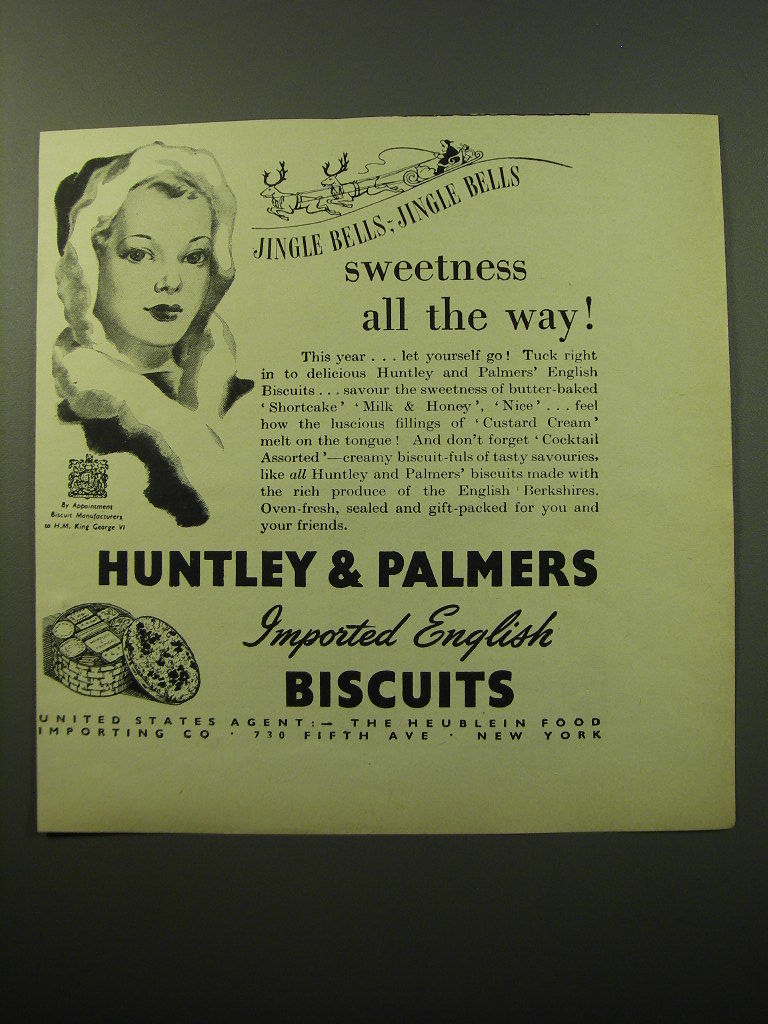 JINGLE BELLS, JINGLE BELLS
sweetness
all the way!
This year . . . let yourself go! Tuck right
in to delicious Huntley and Palmers' English
Biscuits . . . savour the sweetness of butter-baked
'Shortcake' 'Milk & Honey', 'Nice' . . . feel
how the luscious fillings of 'Custard Cream'
melt on the tongue! And don't forget 'Cocktail
Assorted'—creamy biscuit-fuls of tasty savouries,
like all Huntley and Palmers' biscuits made with
the rich produce of the English Berkshires.
Oven-fresh, sealed and gift-packed for you and
your friends.
By Appointment
Biscuit Manufacturers
to H.M. King George VI
HUNTLEY & PALMERS
Imported English
BISCUITS
UNITED STATES AGENT:— THE HEUBLEIN FOOD
IMPORTING CO · 730 FIFTH AVE · NEW YORK